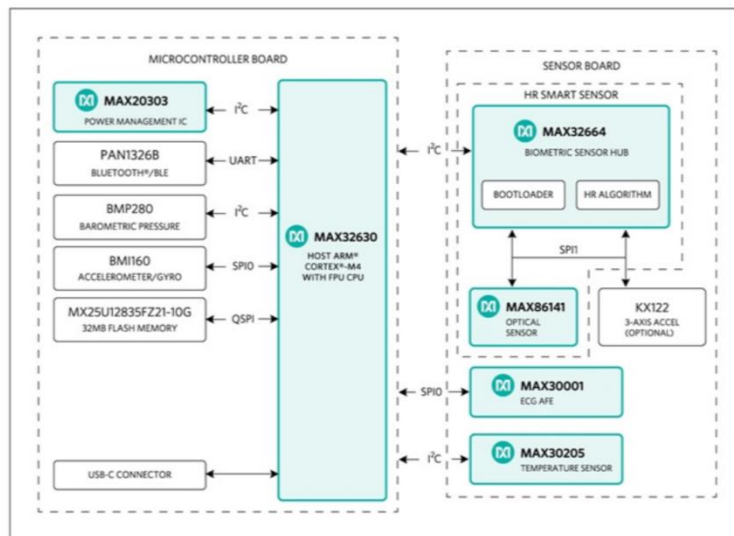 MICROCONTROLLER BOARD
MAX20303
POWER MANAGEMENT IC
I²C
PAN1326B
BLUETOOTH®/BLE
UART
BMP280
BAROMETRIC PRESSURE
I²C
BMI160
ACCELEROMETER/GYRO
SPI0
MX25U12835FZ21-10G
32MB FLASH MEMORY
QSPI
USB-C CONNECTOR
MAX32630
HOST ARM®
CORTEX®-M4
WITH FPU CPU
I²C
SPI0
I²C
SENSOR BOARD
HR SMART SENSOR
MAX32664
BIOMETRIC SENSOR HUB
BOOTLOADER
HR ALGORITHM
SPI1
MAX86141
OPTICAL
SENSOR
KX122
3-AXIS ACCEL
(OPTIONAL)
MAX30001
ECG AFE
MAX30205
TEMPERATURE SENSOR